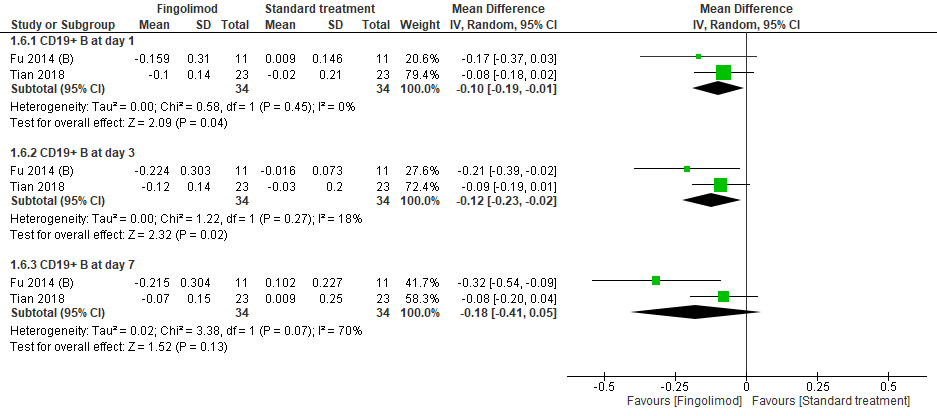 Fingolimod Standard treatment Mean Difference Mean Difference
Study or Subgroup Mean SD Total Mean SD Total Weight IV, Random, 95% CI IV, Random, 95% CI
1.6.1 CD19+ B at day 1
Fu 2014 (B) -0.159 0.31 11 0.009 0.146 11 20.6% -0.17 [-0.37, 0.03]
Tian 2018 -0.1 0.14 23 -0.02 0.21 23 79.4% -0.08 [-0.18, 0.02]
Subtotal (95% CI) 34 34 100.0% -0.10 [-0.19, -0.01]
Heterogeneity: Tau² = 0.00; Chi² = 0.58, df = 1 (P = 0.45); I² = 0%
Test for overall effect: Z = 2.09 (P = 0.04)
1.6.2 CD19+ B at day 3
Fu 2014 (B) -0.224 0.303 11 -0.016 0.073 11 27.6% -0.21 [-0.39, -0.02]
Tian 2018 -0.12 0.14 23 -0.03 0.2 23 72.4% -0.09 [-0.19, 0.01]
Subtotal (95% CI) 34 34 100.0% -0.12 [-0.23, -0.02]
Heterogeneity: Tau² = 0.00; Chi² = 1.22, df = 1 (P = 0.27); I² = 18%
Test for overall effect: Z = 2.32 (P = 0.02)
1.6.3 CD19+ B at day 7
Fu 2014 (B) -0.215 0.304 11 0.102 0.227 11 41.7% -0.32 [-0.54, -0.09]
Tian 2018 -0.07 0.15 23 0.009 0.25 23 58.3% -0.08 [-0.20, 0.04]
Subtotal (95% CI) 34 34 100.0% -0.18 [-0.41, 0.05]
Heterogeneity: Tau² = 0.02; Chi² = 3.38, df = 1 (P = 0.07); I² = 70%
Test for overall effect: Z = 1.52 (P = 0.13)
-0.5 -0.25 0 0.25 0.5
Favours [Fingolimod] Favours [Standard treatment]